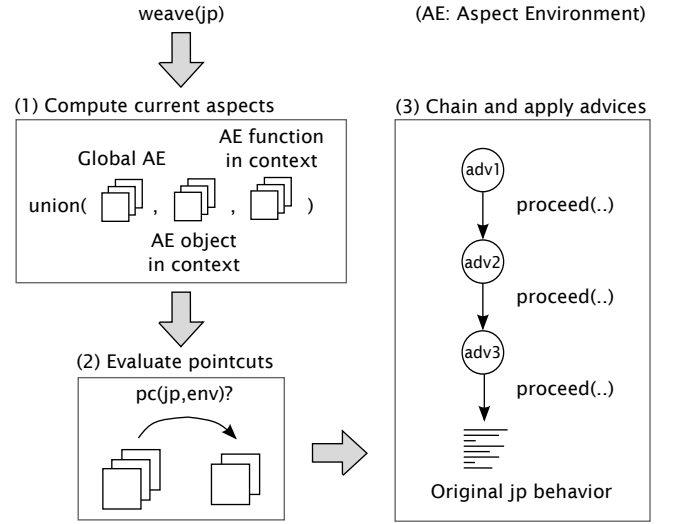 weave(jp)
(AE: Aspect Environment)
(1) Compute current aspects
AE function
in context
Global AE
union( , , )
AE object
in context
(2) Evaluate pointcuts
pc(jp,env)?
(3) Chain and apply advices
adv1
proceed(..)
adv2
proceed(..)
adv3
proceed(..)
Original jp behavior